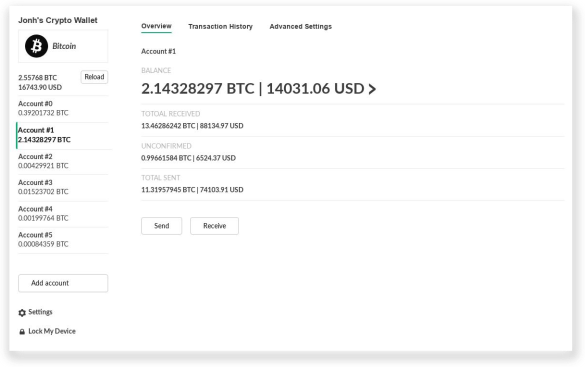 Jonh's Crypto Wallet
Bitcoin
2.55768 BTC
16743.90 USD
Reload
Account #0
0.39201732 BTC
Account #1
2.14328297 BTC
Account #2
0.00429921 BTC
Account #3
0.01523702 BTC
Account #4
0.00199764 BTC
Account #5
0.00084359 BTC
Add account
Settings
Lock My Device
Overview Transaction History Advanced Settings
Account #1
BALANCE
2.14328297 BTC | 14031.06 USD >
TOTDAL RECEIVED
13.46286242 BTC | 88134.97 USD
UNCONFIRMED
0.99661584 BTC | 6524.37 USD
TOTAL SENT
11.31957945 BTC | 74103.91 USD
Send Receive